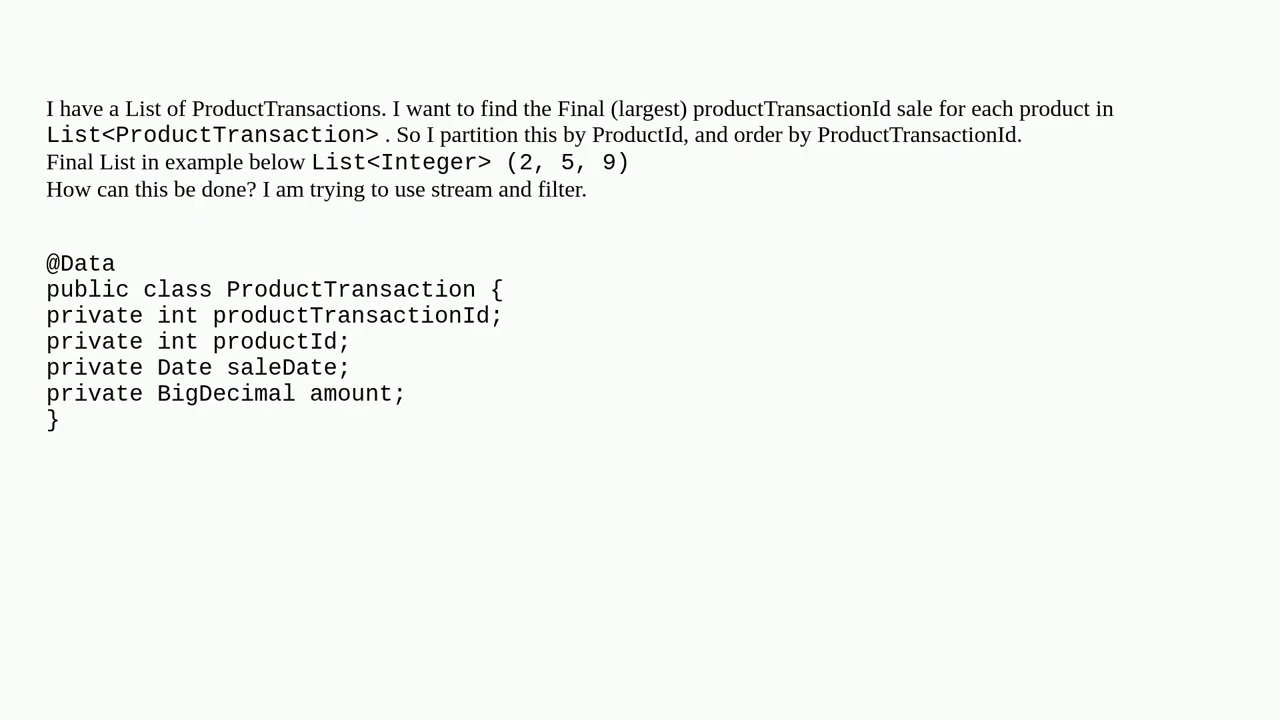 I have a List of ProductTransactions. I want to find the Final (largest) productTransactionId sale for each product in
List<ProductTransaction> . So I partition this by ProductId, and order by ProductTransactionId.
Final List in example below List<Integer> (2, 5, 9)
How can this be done? I am trying to use stream and filter.
@Data
public class ProductTransaction {
private int productTransactionId;
private int productId;
private Date saleDate;
private BigDecimal amount;
}